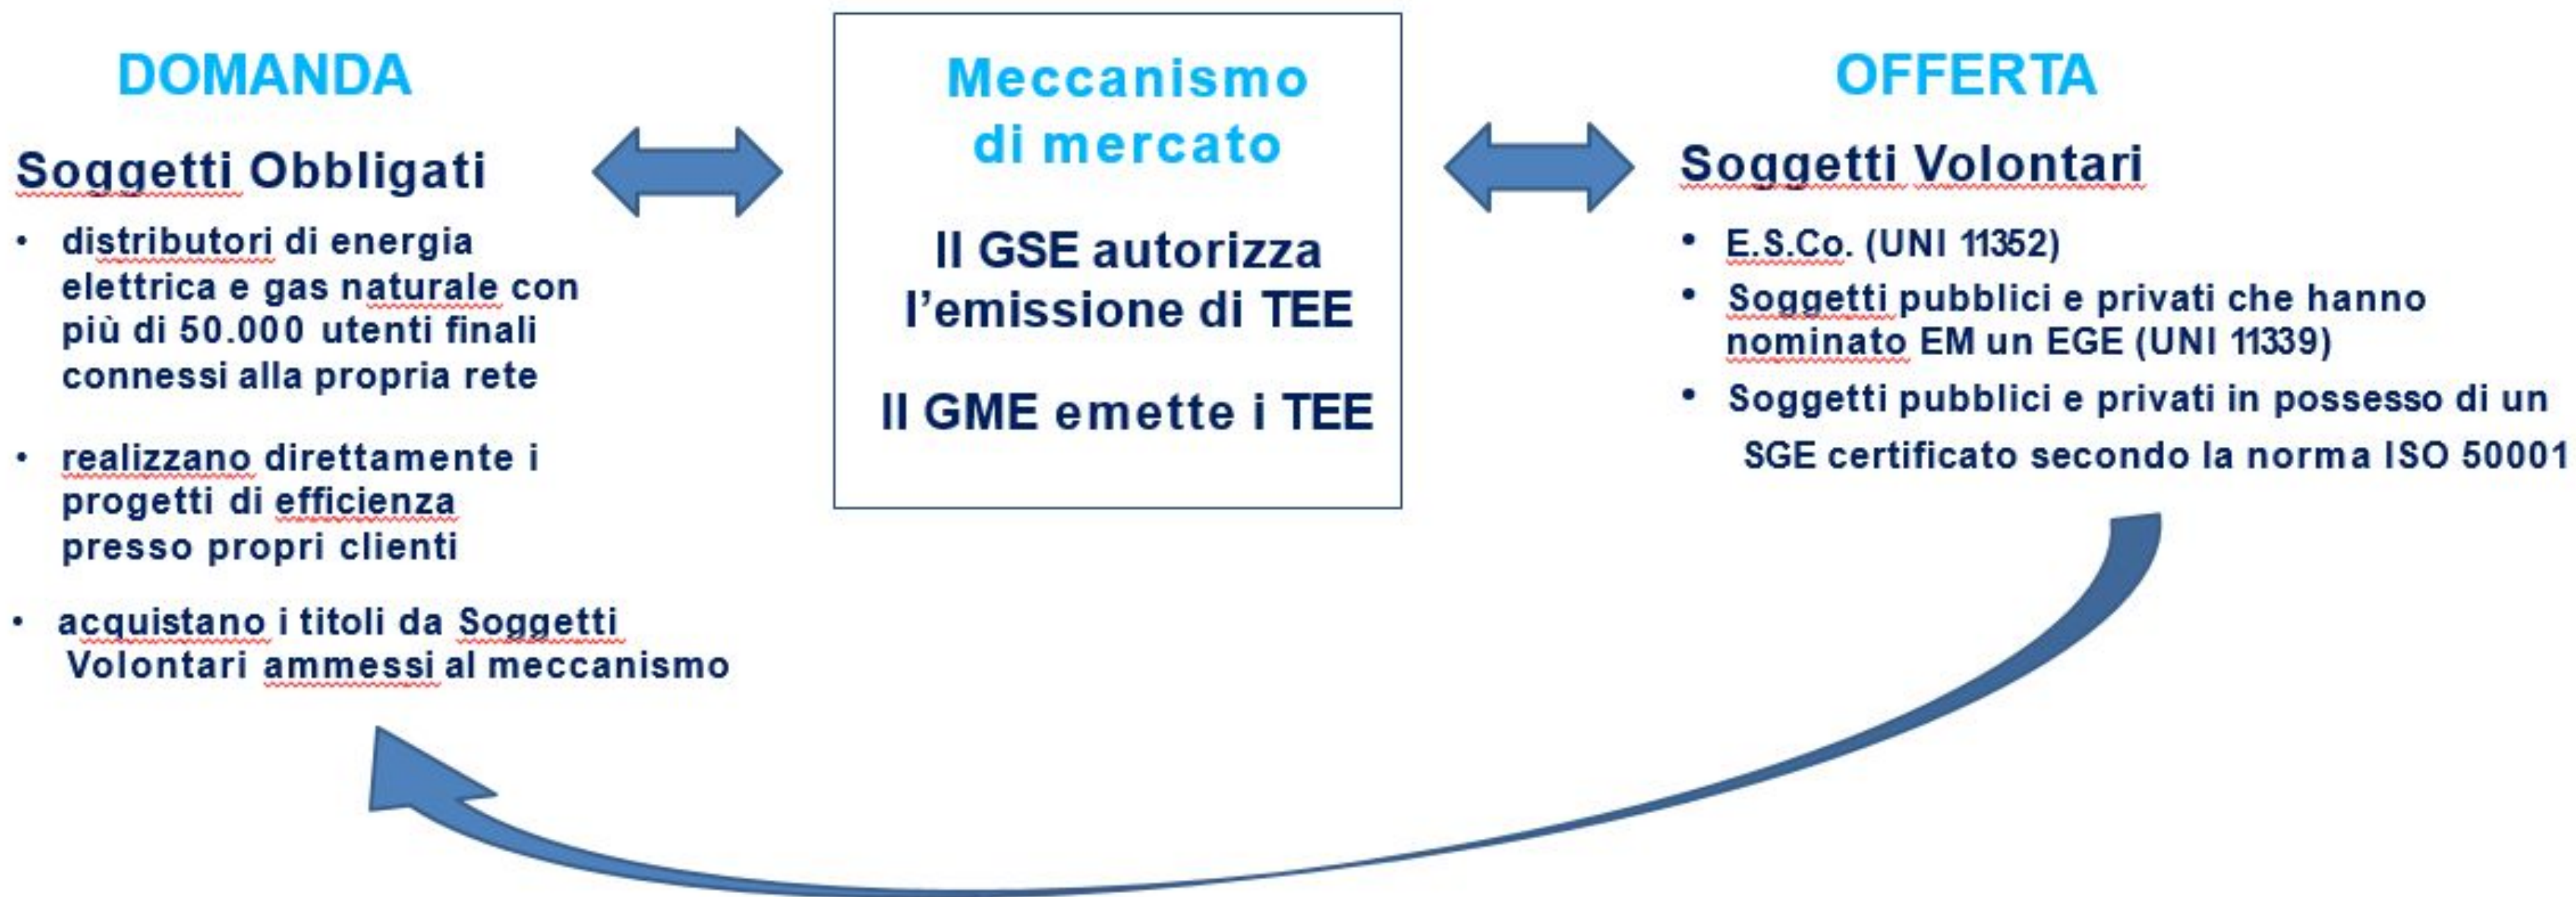 DOMANDA
Soggetti Obbligati
• distributori di energia
elettrica e gas naturale con
più di 50.000 utenti finali
connessi alla propria rete
• realizzano direttamente i
progetti di efficienza
presso propri clienti
• acquistano i titoli da Soggetti
Volontari ammessi al meccanismo
Meccanismo
di mercato
Il GSE autorizza
l'emissione di TEE
Il GME emette i TEE
OFFERTA
Soggetti Volontari
• E.S.Co. (UNI 11352)
• Soggetti pubblici e privati che hanno
nominato EM un EGE (UNI 11339)
• Soggetti pubblici e privati in possesso di un
SGE certificato secondo la norma ISO 50001